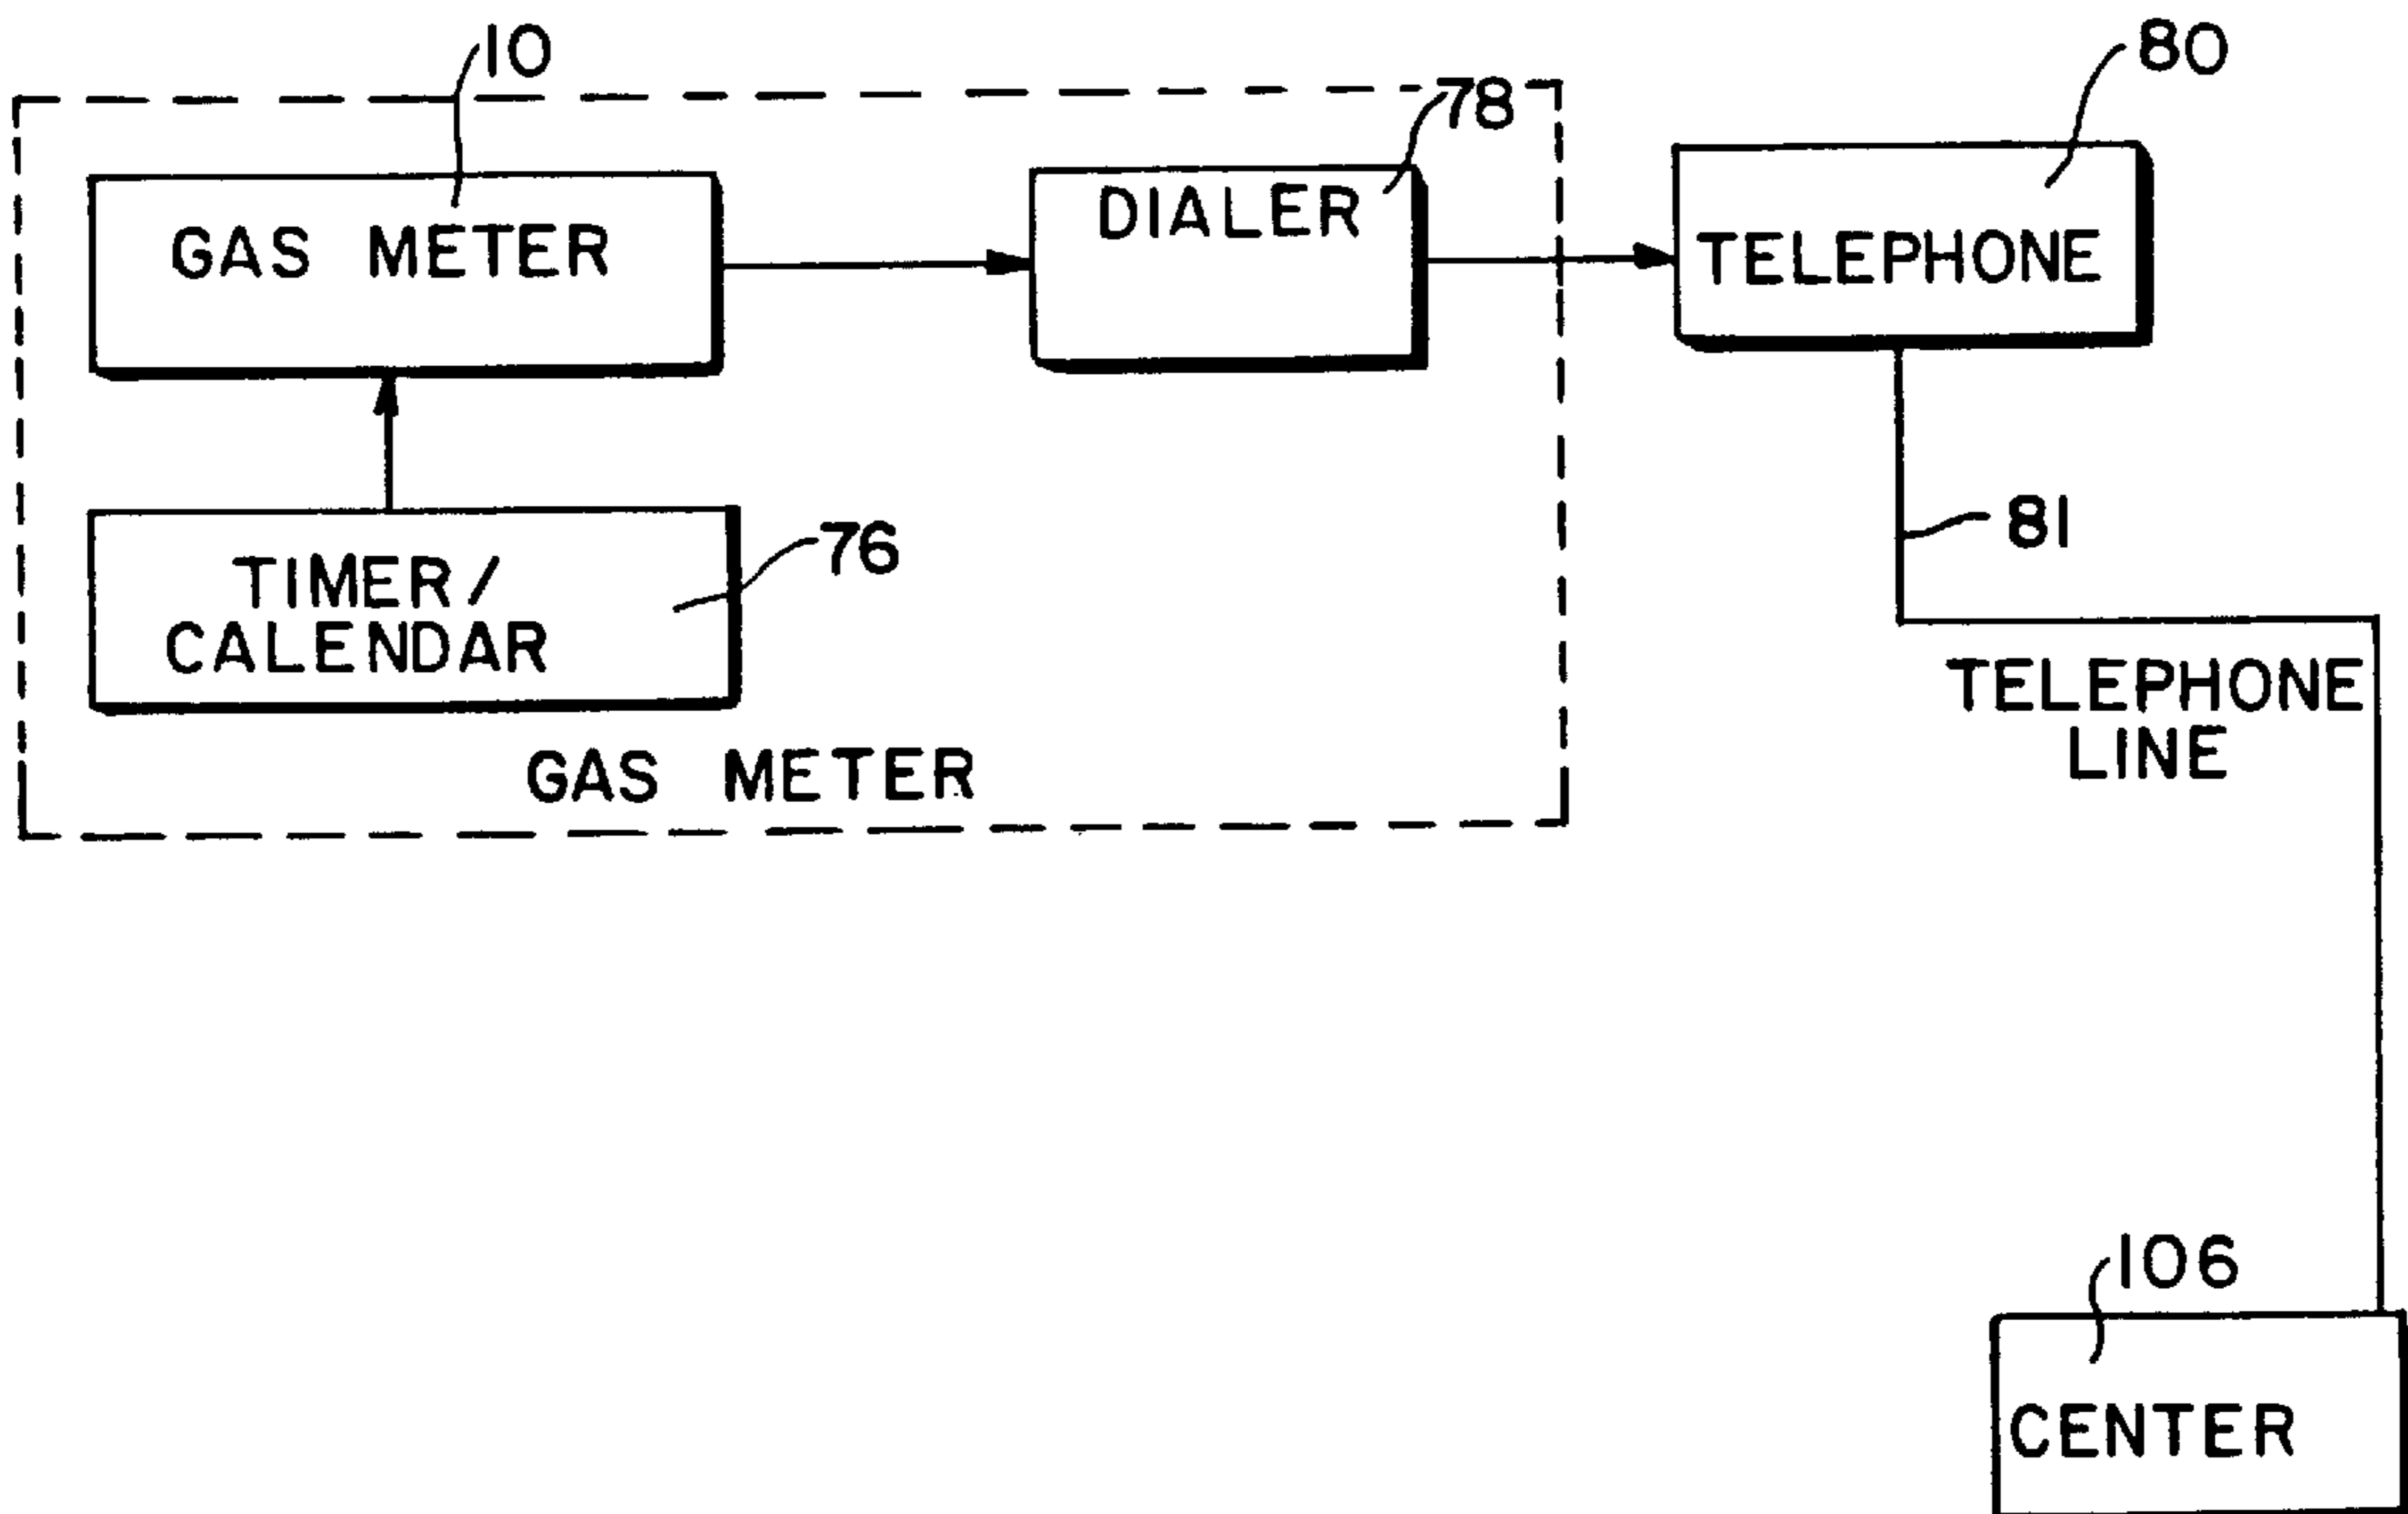 10
78
80
GAS METER
DIALER
TELEPHONE
76
81
TIMER/
CALENDAR
TELEPHONE
LINE
GAS METER
106
CENTER